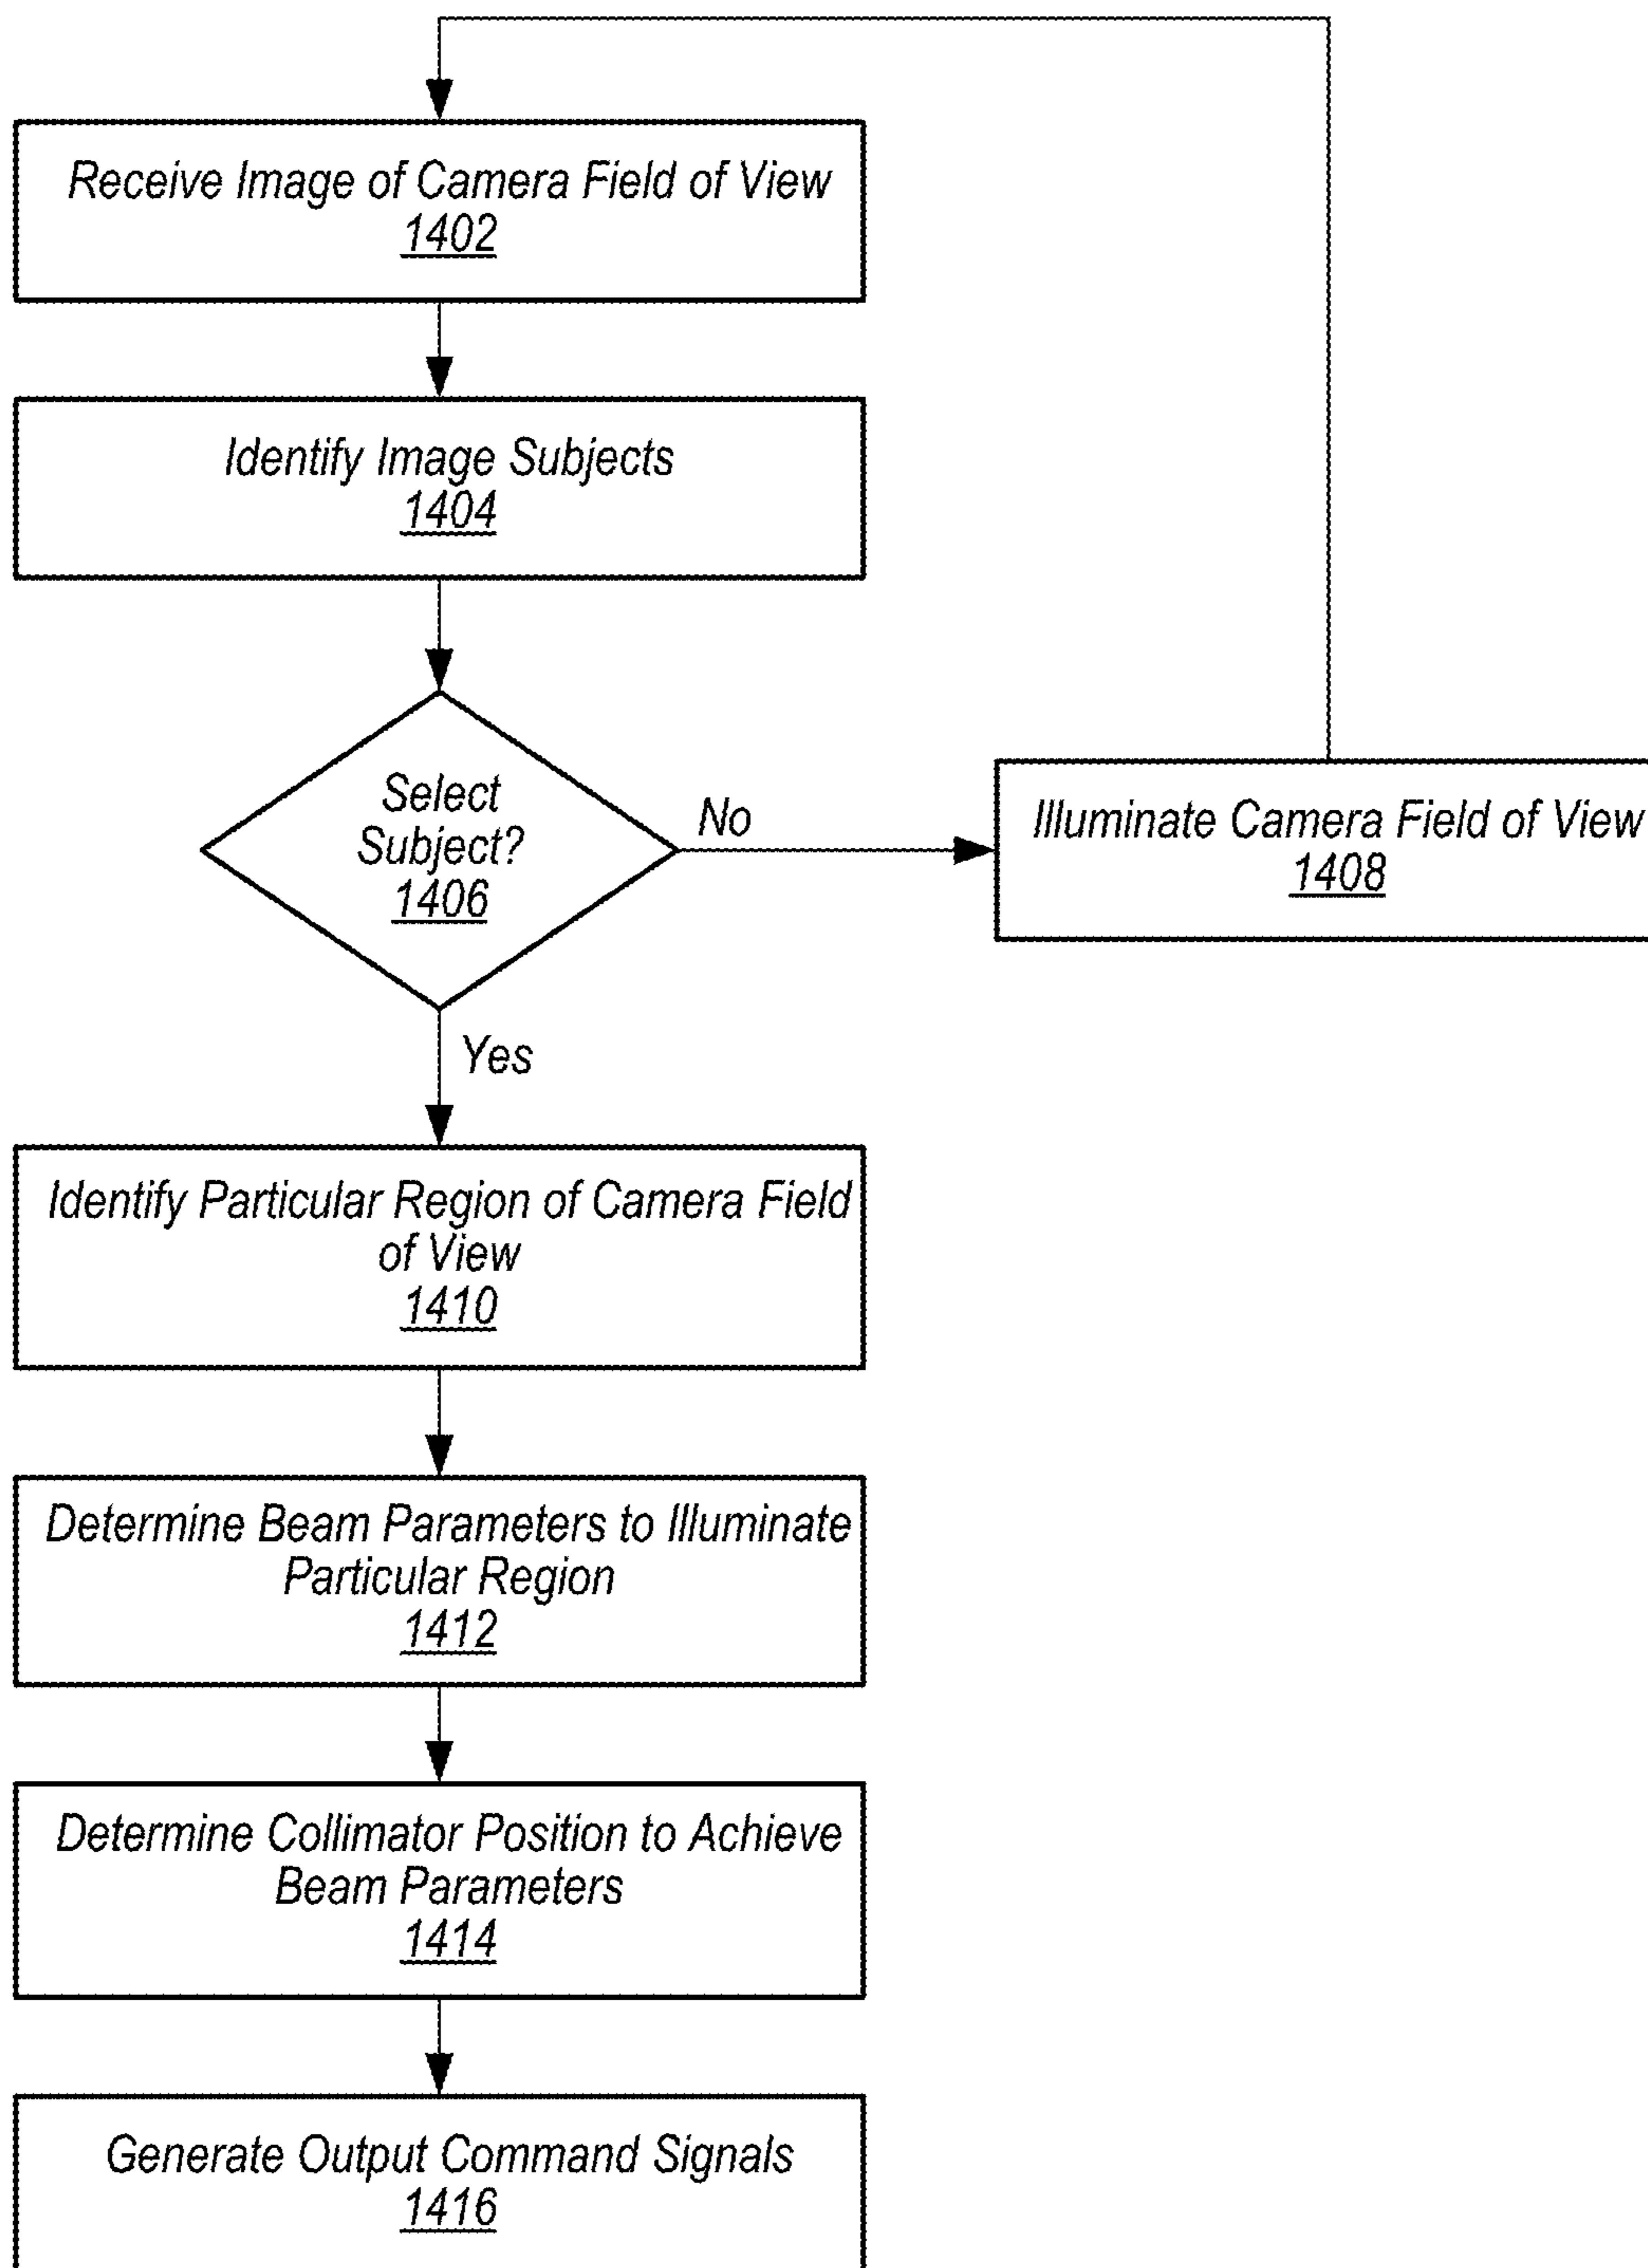 Receive Image of Camera Field of View
1402
Identify Image Subjects
1404
Select
Subject?
1406
No
Illuminate Camera Field of View
1408
Yes
Identify Particular Region of Camera Field
of View
1410
Determine Beam Parameters to Illuminate
Particular Region
1412
Determine Collimator Position to Achieve
Beam Parameters
1414
Generate Output Command Signals
1416